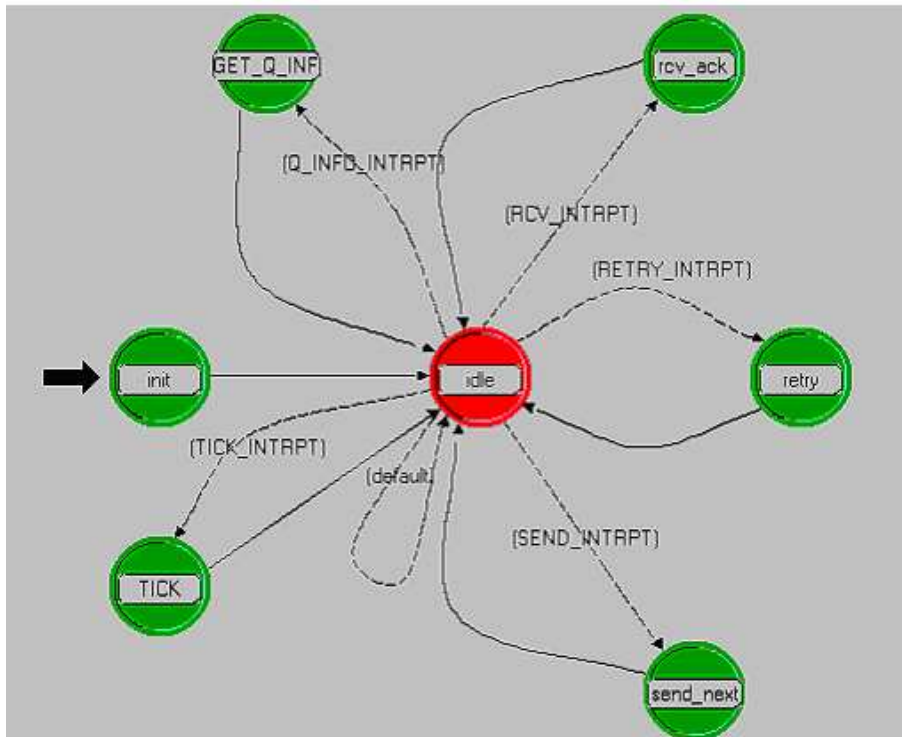 GET_Q_INF
rcv_ack
(Q_INFO_INTRPT)
(RCV_INTRPT)
(RETRY_INTRPT)
init
idle
retry
(TICK_INTRPT)
(default)
(SEND_INTRPT)
TICK
send_next